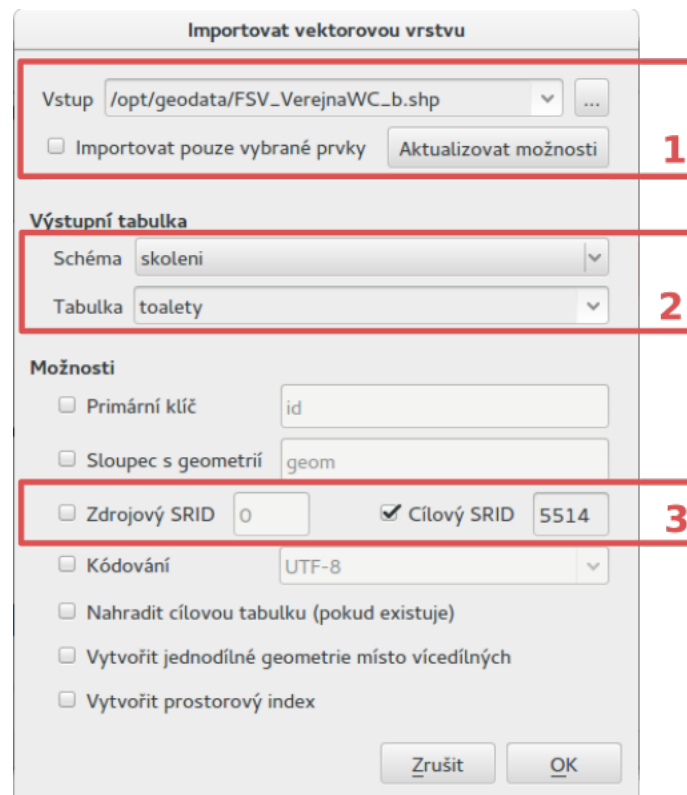 Importovat vektorovou vrstvu
Vstup /opt/geodata/FSV_VerejnaWC_b.shp ...
Importovat pouze vybrané prvky Aktualizovat možnosti
1
Výstupní tabulka
Schéma skoleni
2
Tabulka toalety
Možnosti
Primární klíč id
Sloupec s geometrií geom
Zdrojový SRID 0 Cílový SRID 5514
3
Kódování UTF-8
Nahradit cílovou tabulku (pokud existuje)
Vytvořit jednodílné geometrie místo vícedílných
Vytvořit prostorový index
Zrušit OK